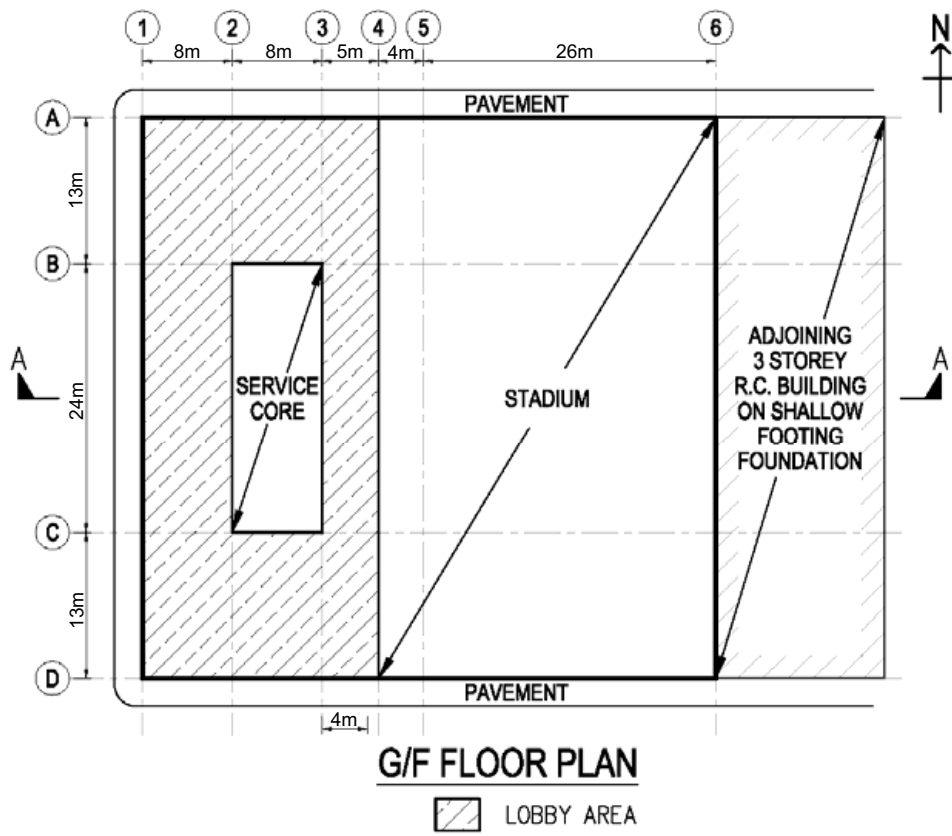 1 2 3 4 5 6
N
8m 8m 5m 4m 26m
PAVEMENT
A
13m
B
A
24m
SERVICE
CORE
STADIUM
ADJOINING
3 STOREY
R.C. BUILDING
ON SHALLOW
FOOTING
FOUNDATION
A
C
13m
D
PAVEMENT
4m
G/F FLOOR PLAN
LOBBY AREA